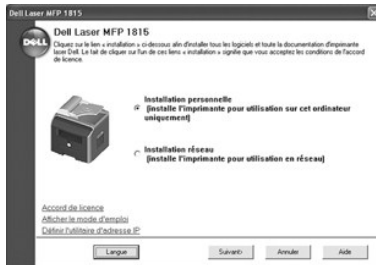 Dell Laser MFP 1815
Dell Laser MFP 1815
DELL
Cliquez sur le lien « installation » ci-dessous afin d'installer tous les logiciels et toute la documentation d'imprimante
laser Dell. Le fait de cliquer sur l'un de ces liens « installation » signifie que vous acceptez les conditions de l'accord
de licence.
Installation personnelle
(installe l'imprimante pour utilisation sur cet ordinateur
uniquement)
Installation réseau
(installe l'imprimante pour utilisation en réseau)
Accord de licence
Afficher le mode d'emploi
Définir l'utilitaire d'adresse IP
Langue
Suivant>
Annuler
Aide